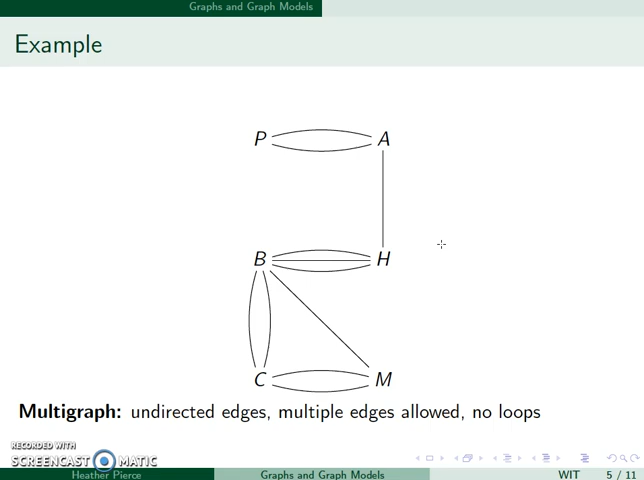 Graphs and Graph Models
Example
P A
B H
C M
Multigraph: undirected edges, multiple edges allowed, no loops
RECORDED WITH
SCREENCAST MATIC
Heather Pierce Graphs and Graph Models WIT 5 / 11